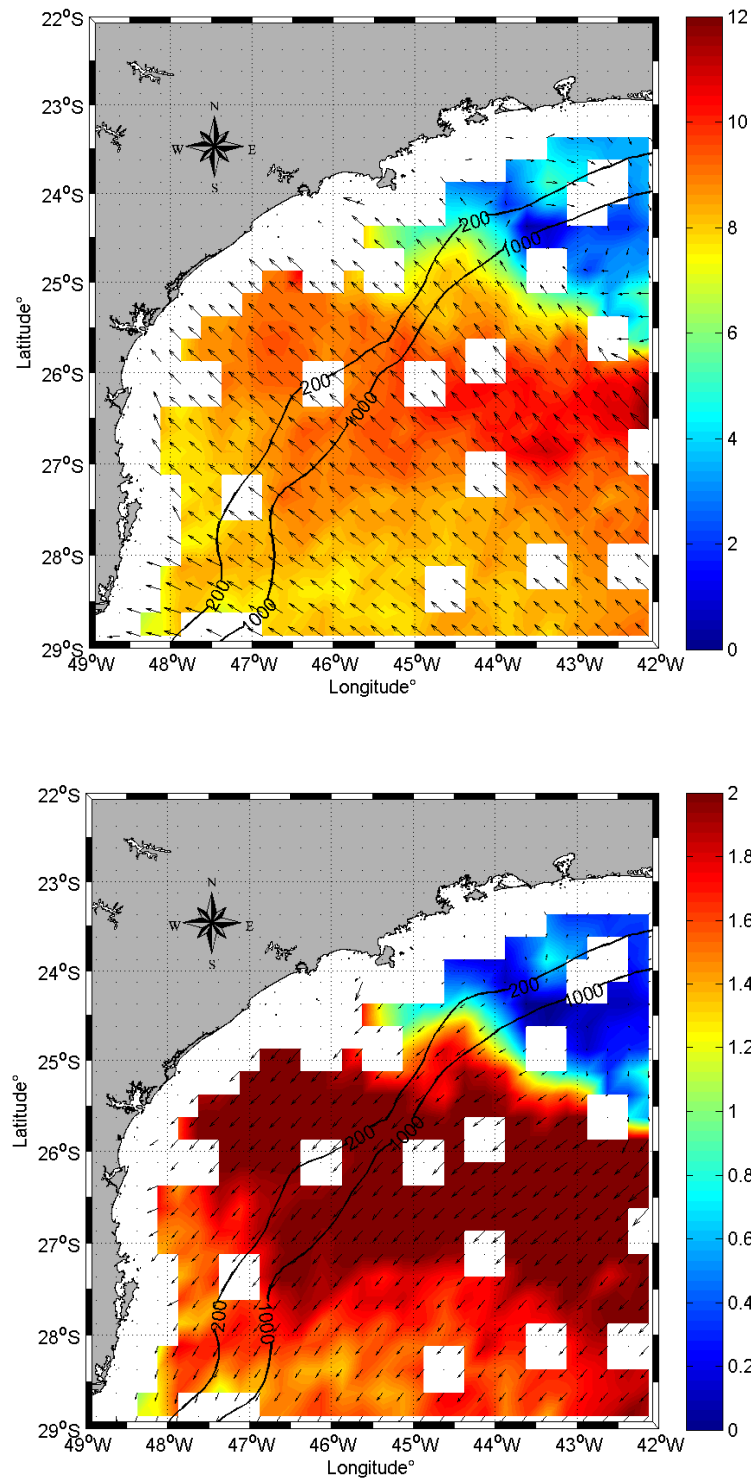 22°S
23°S
24°S
25°S
26°S
27°S
28°S
29°S
Latitude°
N
W E
S
200
1000
200
1000
200
1000
49°W 48°W 47°W 46°W 45°W 44°W 43°W 42°W
Longitude°
12
10
8
6
4
2
0
22°S
23°S
24°S
25°S
26°S
27°S
28°S
29°S
Latitude°
N
W E
S
200
1000
200
1000
200
1000
49°W 48°W 47°W 46°W 45°W 44°W 43°W 42°W
Longitude°
2
1.8
1.6
1.4
1.2
1
0.8
0.6
0.4
0.2
0